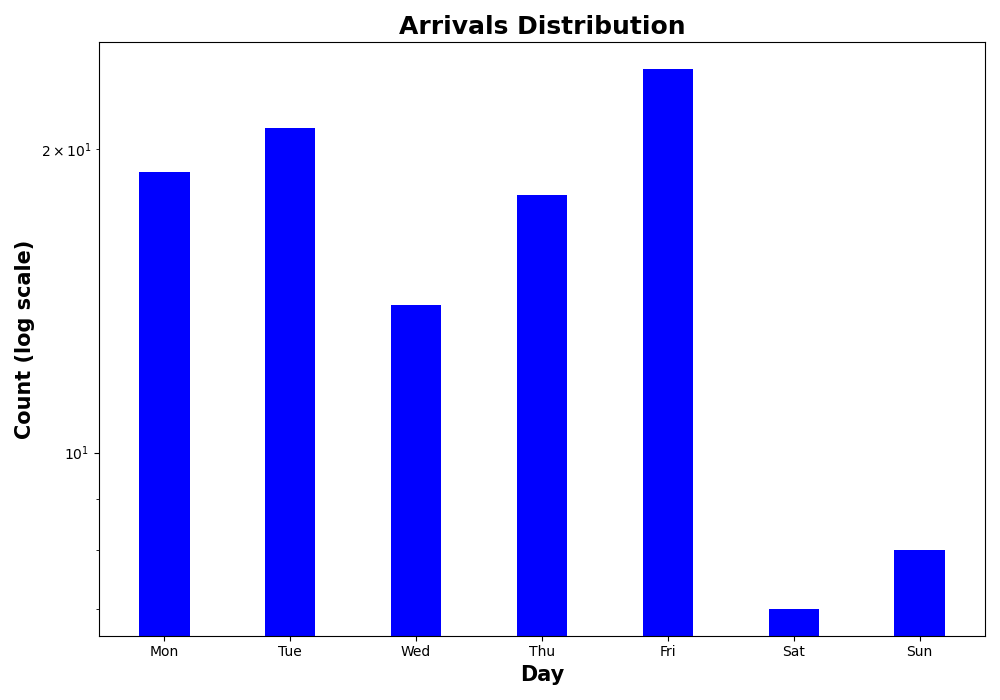 Arrivals Distribution
Count (log scale)
2 × 10¹
10¹
Mon Tue Wed Thu Fri Sat Sun
Day